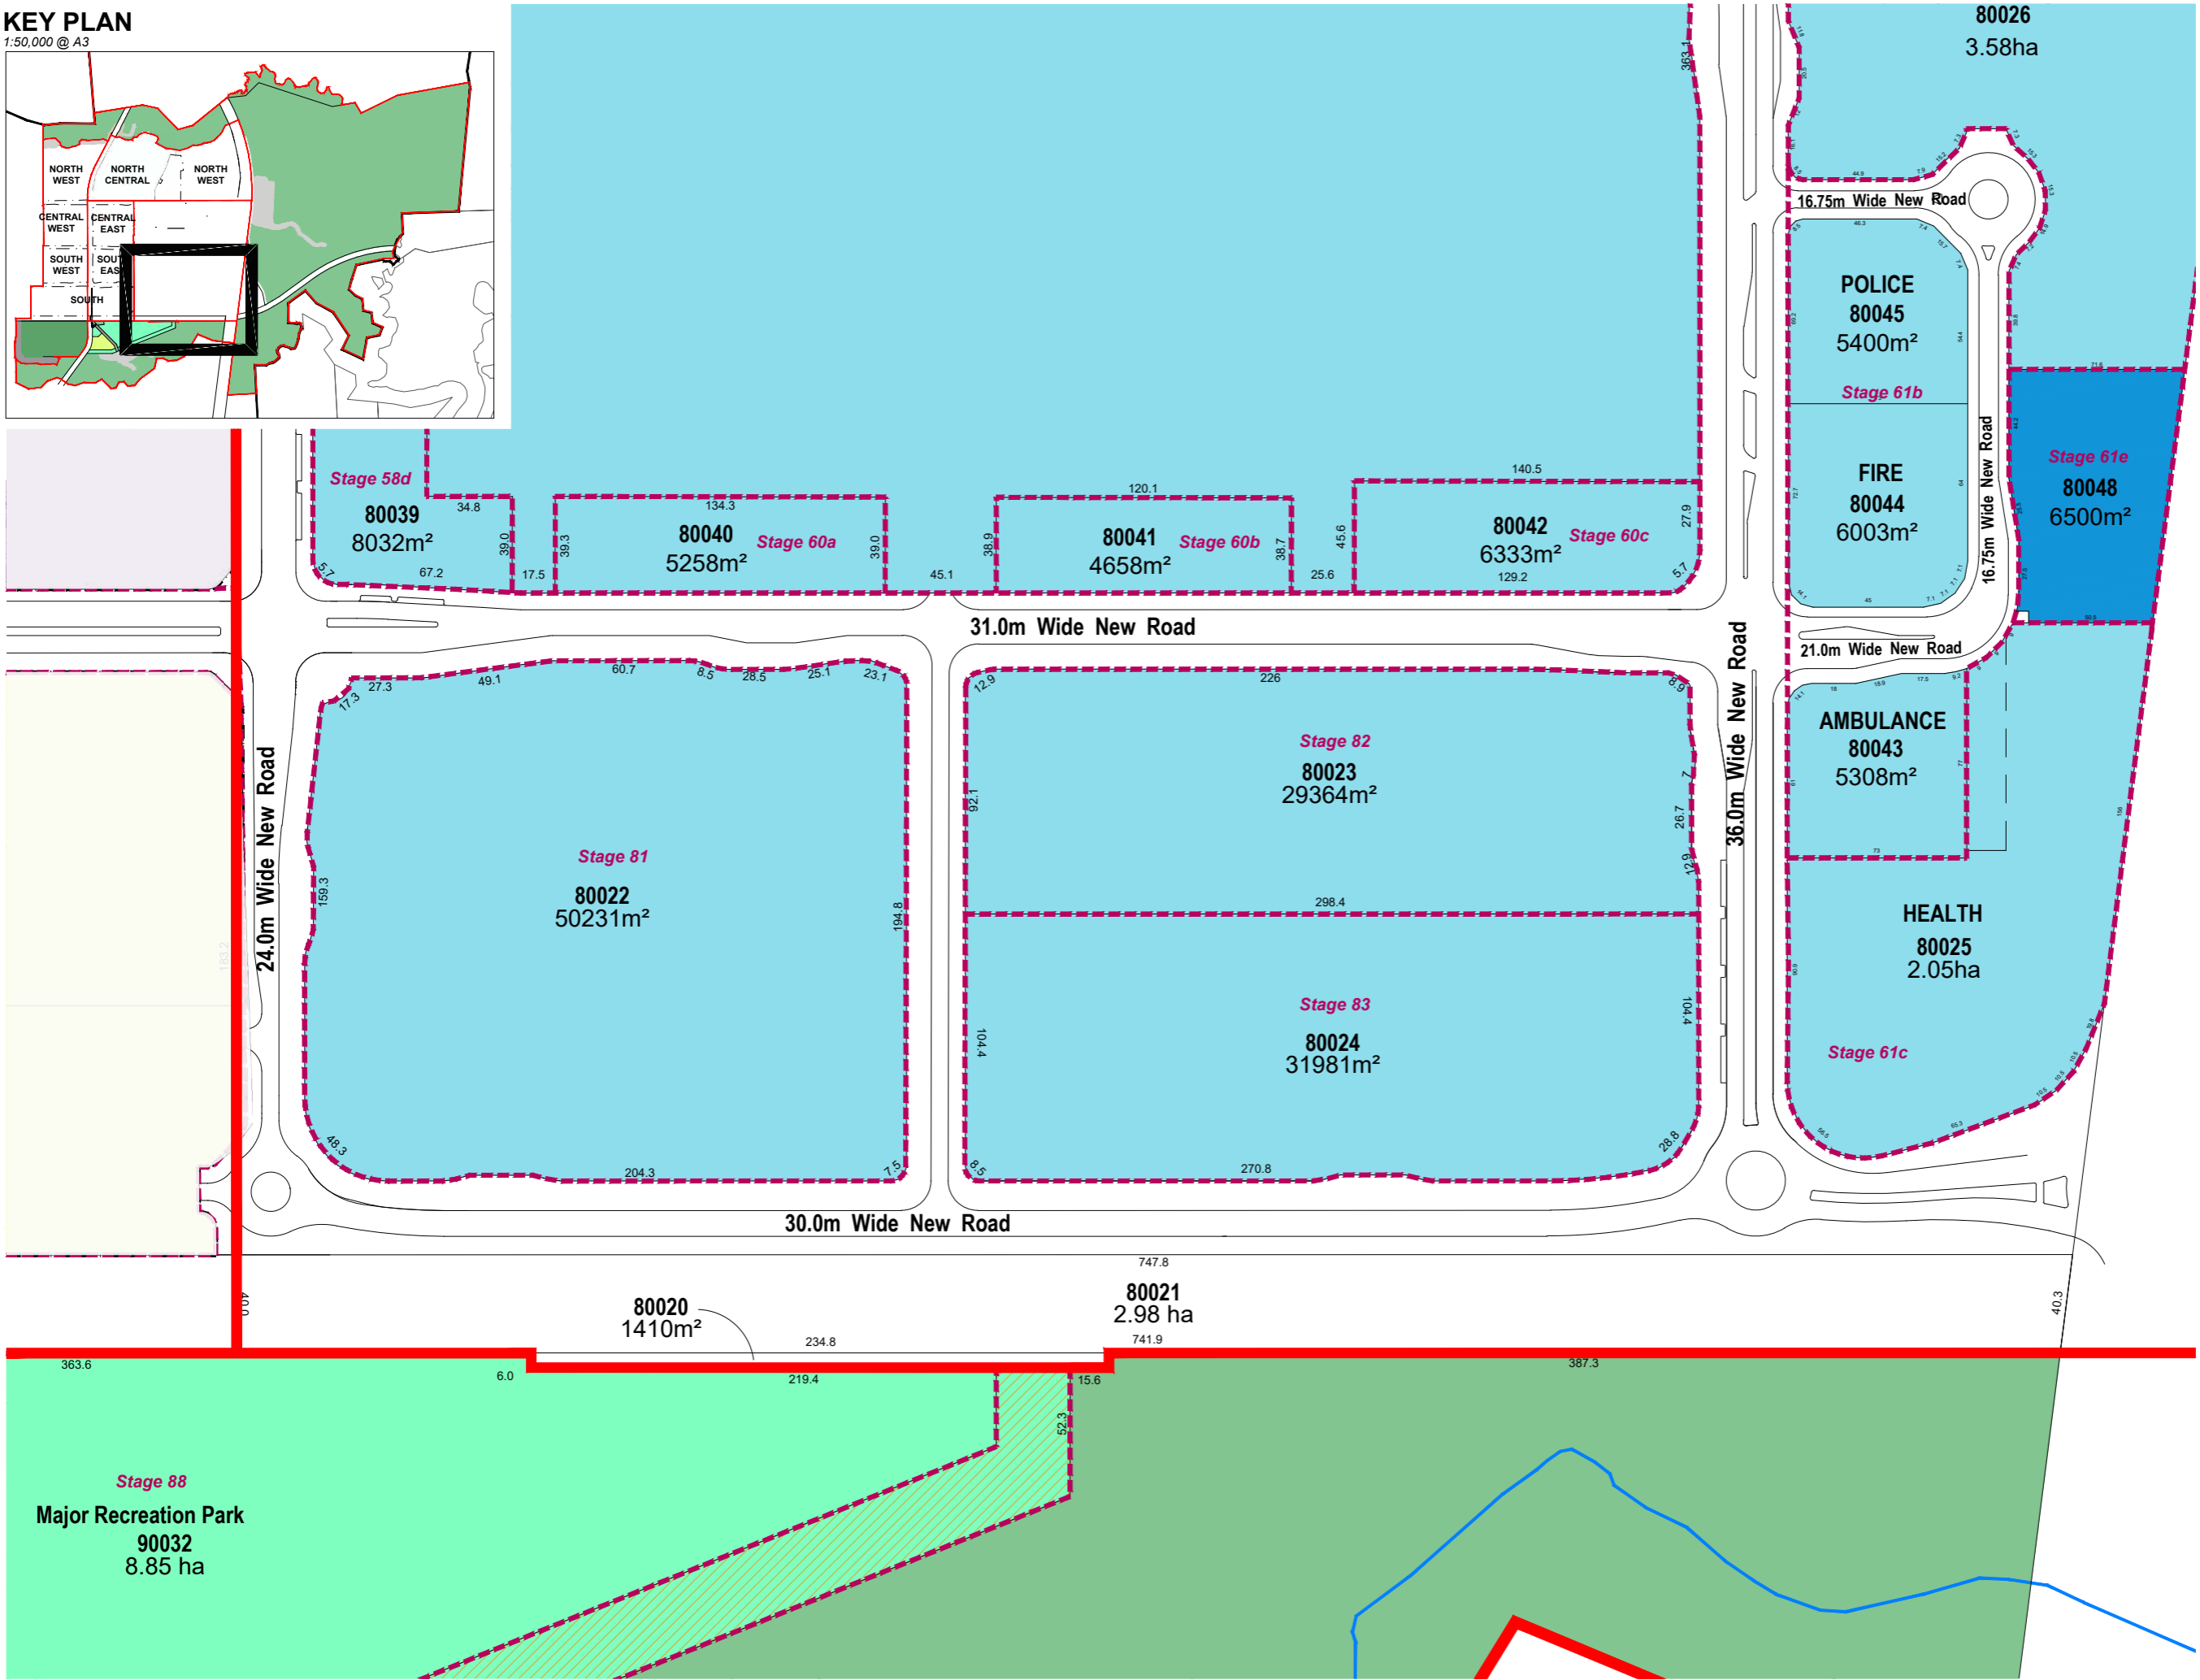 KEY PLAN
1:50,000 @ A3
NORTH
WEST
NORTH
CENTRAL
NORTH
WEST
CENTRAL
WEST
CENTRAL
EAST
SOUTH
WEST
SOUTH
80026
3.58ha
363.1
16.75m Wide New Road
44.9
46.3
POLICE
80045
5400m²
Stage 61b
FIRE
80044
6003m²
16.75m Wide New Road
Stage 61e
80048
6500m²
Stage 58d
80039
8032m²
34.8
39.0
5.7
67.2
17.5
134.3
39.3
80040
5258m²
Stage 60a
39.0
45.1
120.1
38.9
80041
4658m²
Stage 60b
38.7
25.6
140.5
45.6
80042
6333m²
Stage 60c
27.9
129.2
5.7
31.0m Wide New Road
21.0m Wide New Road
36.0m Wide New Road
24.0m Wide New Road
27.3
17.3
49.1
60.7
8.5
28.5
25.1
23.1
12.9
226
8.9
Stage 82
80023
29364m²
92.1
7
26.7
12.9
298.4
AMBULANCE
80043
5308m²
77
73
Stage 81
80022
50231m²
159.3
194.8
183.2
HEALTH
80025
2.05ha
Stage 61c
Stage 83
80024
31981m²
104.4
104.4
48.3
204.3
7.5
8.5
270.8
28.8
30.0m Wide New Road
747.8
80020
1410m²
80021
2.98 ha
40.0
40.3
234.8
741.9
363.6
6.0
219.4
15.6
387.3
52.3
Stage 88
Major Recreation Park
90032
8.85 ha